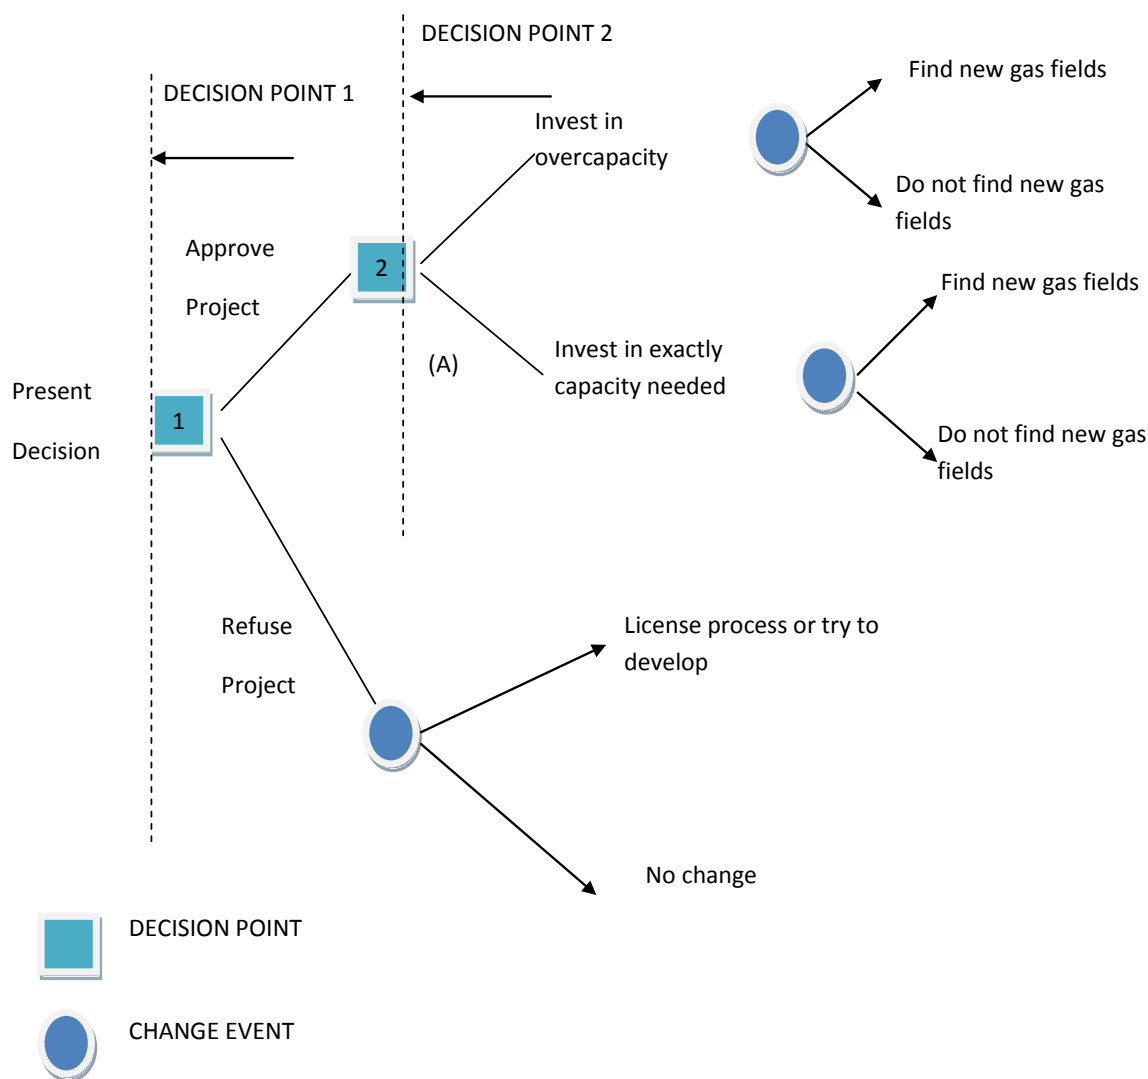 DECISION POINT 2
DECISION POINT 1
Find new gas fields
Invest in
overcapacity
Do not find new gas
fields
Approve
Project
2
Find new gas fields
(A)
Invest in exactly
capacity needed
Present
Decision
1
Do not find new gas
fields
Refuse
Project
License process or try to
develop
No change
DECISION POINT
CHANGE EVENT